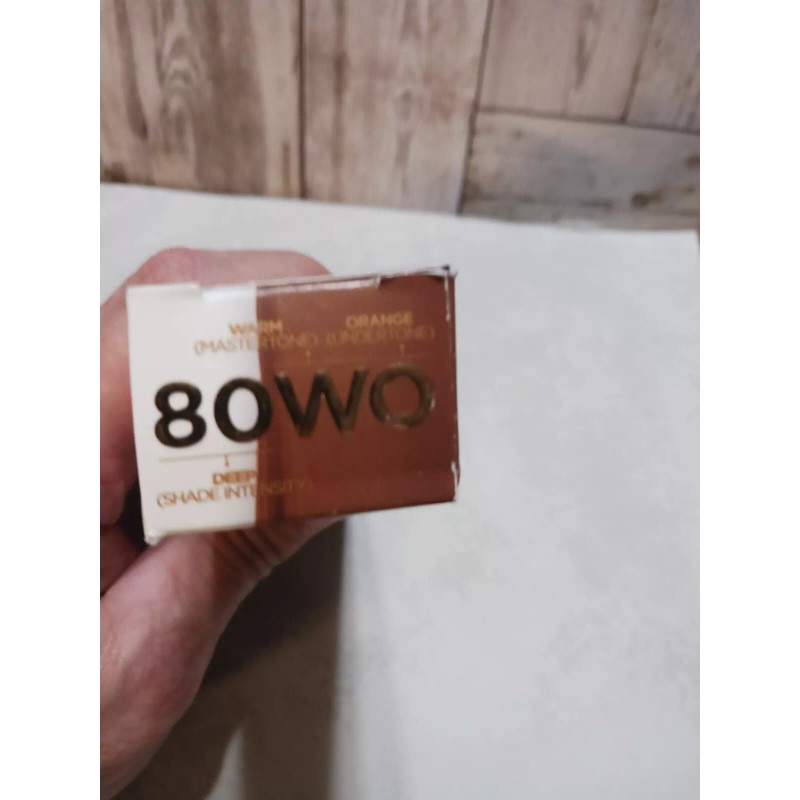 WARM ORANGE
(MASTERTONE) (UNDERTONE)
80WO
DEEP
(SHADE INTENSITY)